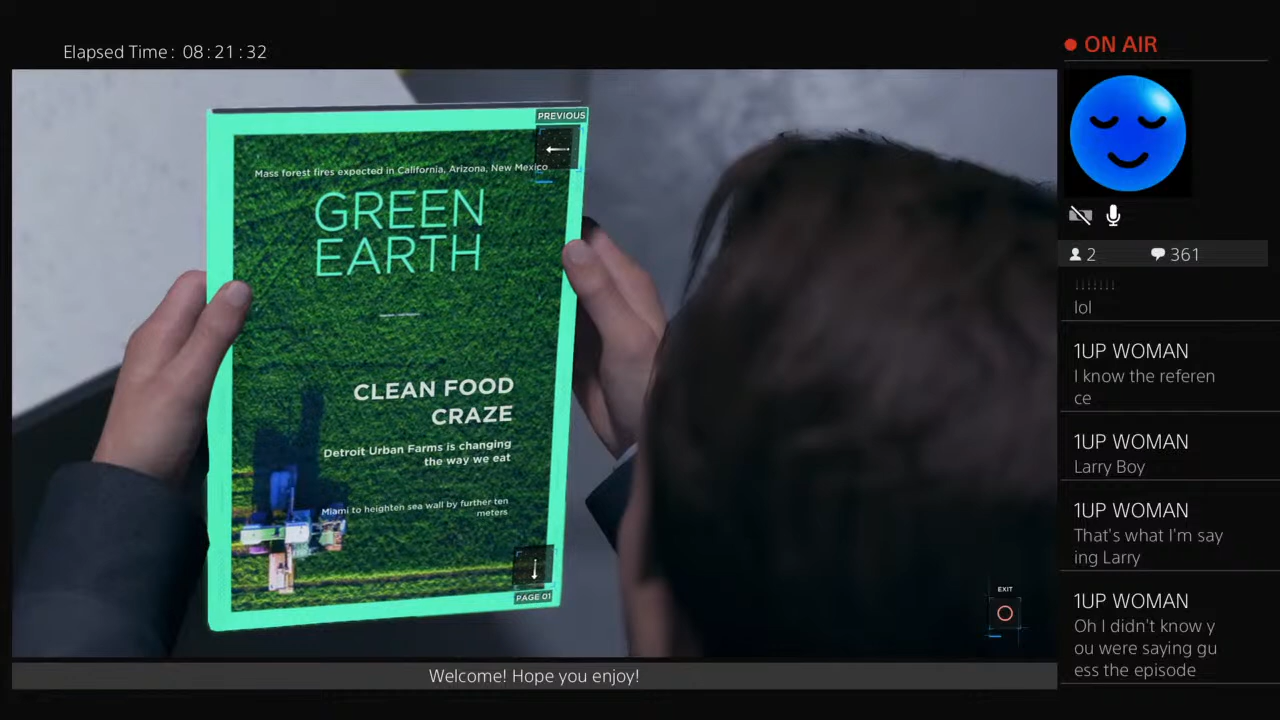 Elapsed Time: 08:21:32
ON AIR
PREVIOUS
Mass forest fires expected in California, Arizona, New Mexico
GREEN
EARTH
CLEAN FOOD
CRAZE
Detroit Urban Farms is changing
the way we eat
Miami to heighten sea wall by further ten
meters
PAGE 01
EXIT
Welcome! Hope you enjoy!
2
361
!!!!!!!
lol
1UP WOMAN
I know the referen
ce
1UP WOMAN
Larry Boy
1UP WOMAN
That's what I'm say
ing Larry
1UP WOMAN
Oh I didn't know y
ou were saying gu
ess the episode